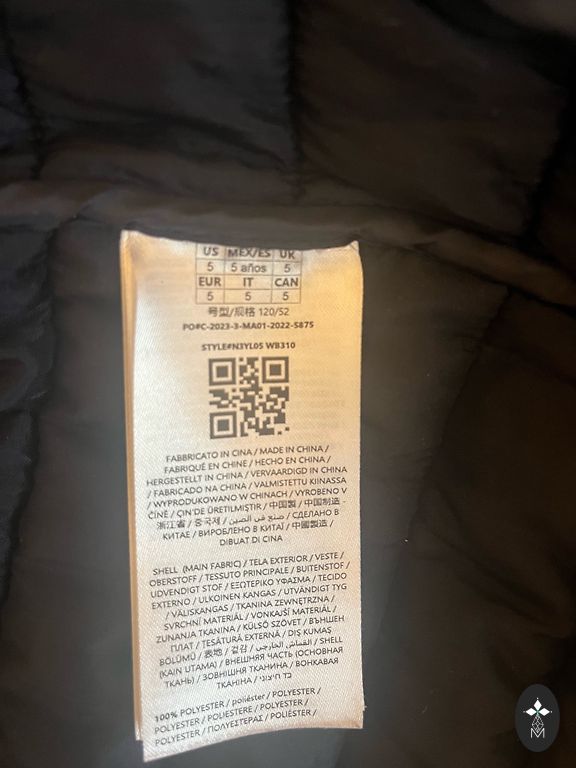 US MEX/ES UK
5 5 años 5
EUR IT CAN
5 5 5
号型/规格 120/52
PO#C-2023-3-MA01-2022-S875
STYLE#N3YL05 WB310
FABBRICATO IN CINA / MADE IN CHINA /
FABRIQUÉ EN CHINE / HECHO EN CHINA /
HERGESTELLT IN CHINA / VERVAARDIGD IN CHINA
/ FABRICADO NA CHINA / VALMISTETTU KIINASSA
/ WYPRODUKOWANO W CHINACH / VYROBENO V
ČÍNĚ / ÇIN'DE ÜRETILMIŞTIR / 中国製 / 中国制造 -
浙江省 / 중국제 / صنع في الصين / СДЕЛАНО В
КИТАЕ / ВИРОБЛЕНО В КИТАЇ / 中國製造 /
DIBUAT DI CINA
SHELL (MAIN FABRIC) / TELA EXTERIOR / VESTE /
OBERSTOFF / TESSUTO PRINCIPALE / BUITENSTOF /
UDVENDIGT STOF / ΕΞΩΤΕΡΙΚΟ ΥΦΑΣΜΑ / TECIDO
EXTERNO / ULKOINEN KANGAS / UTVÄNDIGT TYG
/ VÄLISKANGAS / TKANINA ZEWNĘTRZNA /
SVRCHNÍ MATERIÁL / VONKAJŠÍ MATERIÁL /
ZUNANJA TKANINA / KÜLSŐ SZÖVET / ВЪНШЕН
ПЛАТ / ȚESĂTURĂ EXTERNĂ / DIŞ KUMAŞ
BÖLÜMÜ / 表地 / 겉감 / القماش الخارجي / SHELL
(KAIN UTAMA) / ВНЕШНЯЯ ЧАСТЬ (ОСНОВНАЯ
ТКАНЬ) / ЗОВНІШНЯ ТКАНИНА / ВОНКАВАЯ
ТКАНІНА / בד חיצוני
100% POLYESTER / poliéster / POLYESTER /
POLYESTER / POLIESTERE / POLYESTER /
POLYESTER / ΠΟΛΥΕΣΤΕΡΑΣ / POLIÉSTER /